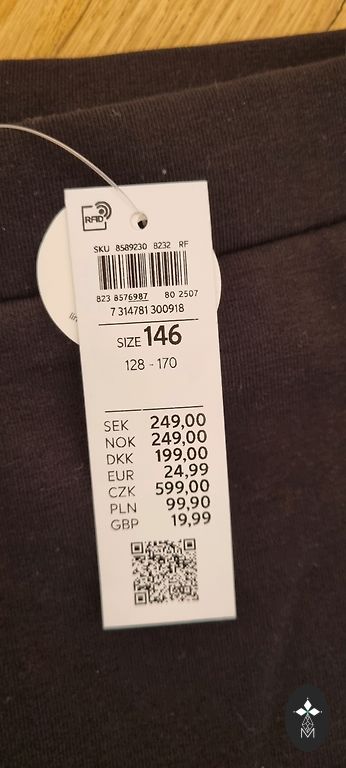 RFID
SKU 8589230 8232 RF
823 8576987 80 2507
7 314781 300918
SIZE 146
128 - 170
SEK 249,00
NOK 249,00
DKK 199,00
EUR 24,99
CZK 599,00
PLN 99,90
GBP 19,99
M